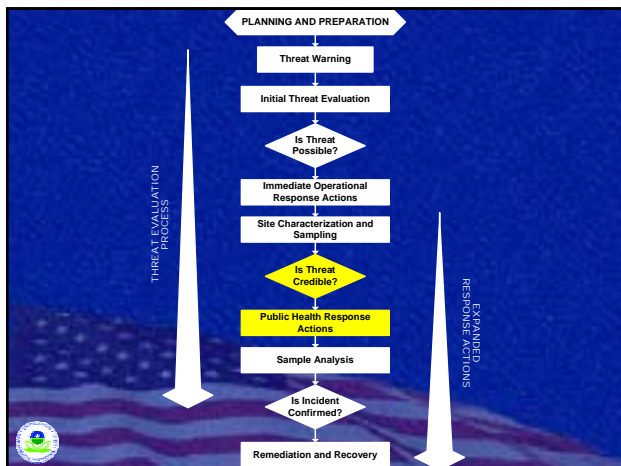 PLANNING AND PREPARATION
Threat Warning
Initial Threat Evaluation
Is Threat
Possible?
Immediate Operational
Response Actions
Site Characterization and
Sampling
Is Threat
Credible?
Public Health Response
Actions
Sample Analysis
Is Incident
Confirmed?
Remediation and Recovery
THREAT EVALUATION
PROCESS
EXPANDED
RESPONSE ACTIONS